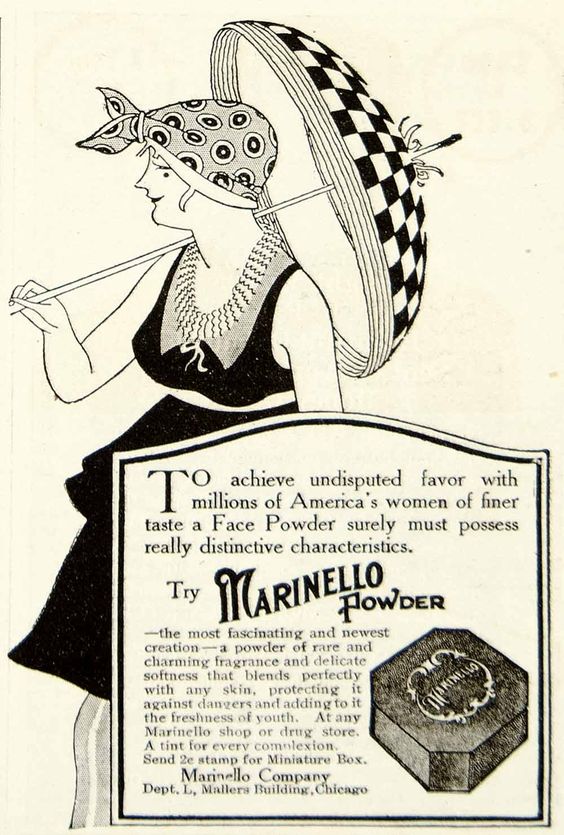 TO achieve undisputed favor with
millions of America's women of finer
taste a Face Powder surely must possess
really distinctive characteristics.
Try MARINELLO
POWDER
—the most fascinating and newest
creation—a powder of rare and
charming fragrance and delicate
softness that blends perfectly
with any skin, protecting it
against dangers and adding to it
the freshness of youth. At any
Marinello shop or drug store.
A tint for every complexion.
Send 2c stamp for Miniature Box.
Marinello Company
Dept. L, Mallers Building, Chicago
MARINELLO